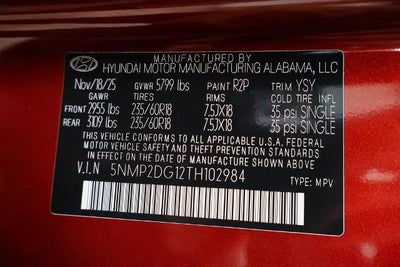 MANUFACTURED BY
HYUNDAI MOTOR MANUFACTURING ALABAMA, LLC
Nov/18/25 GVWR 5799 lbs PAINT R2P TRIM YSY
GAWR TIRES RIMS COLD TIRE INFL
FRONT 2955 lbs 235/60R18 7.5JX18 35 psi SINGLE
REAR 3109 lbs 235/60R18 7.5JX18 35 psi SINGLE
THIS VEHICLE CONFORMS TO ALL APPLICABLE U.S.A. FEDERAL
MOTOR VEHICLE SAFETY, BUMPER, AND
THEFT PREVENTION STANDARDS IN EFFECT ON
THE DATE OF MANUFACTURE SHOWN ABOVE.
V.I.N 5NMP2DG12TH102984
TYPE: MPV